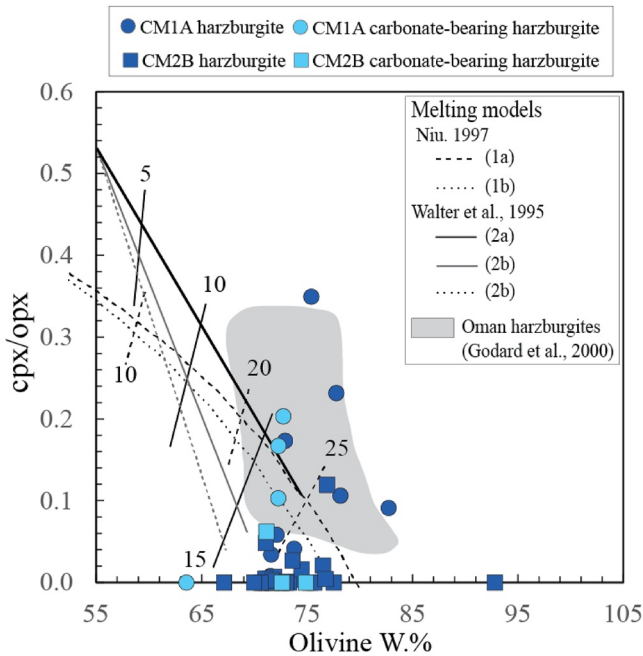 CM1A harzburgite CM1A carbonate-bearing harzburgite
CM2B harzburgite CM2B carbonate-bearing harzburgite
0.6
0.5
0.4
0.3
0.2
0.1
0.0
cpx/opx
Melting models
Niu. 1997
(1a)
(1b)
Walter et al., 1995
(2a)
(2b)
(2b)
Oman harzburgites
(Godard et al., 2000)
5
10
10
20
25
15
55 65 75 85 95 105
Olivine W.%